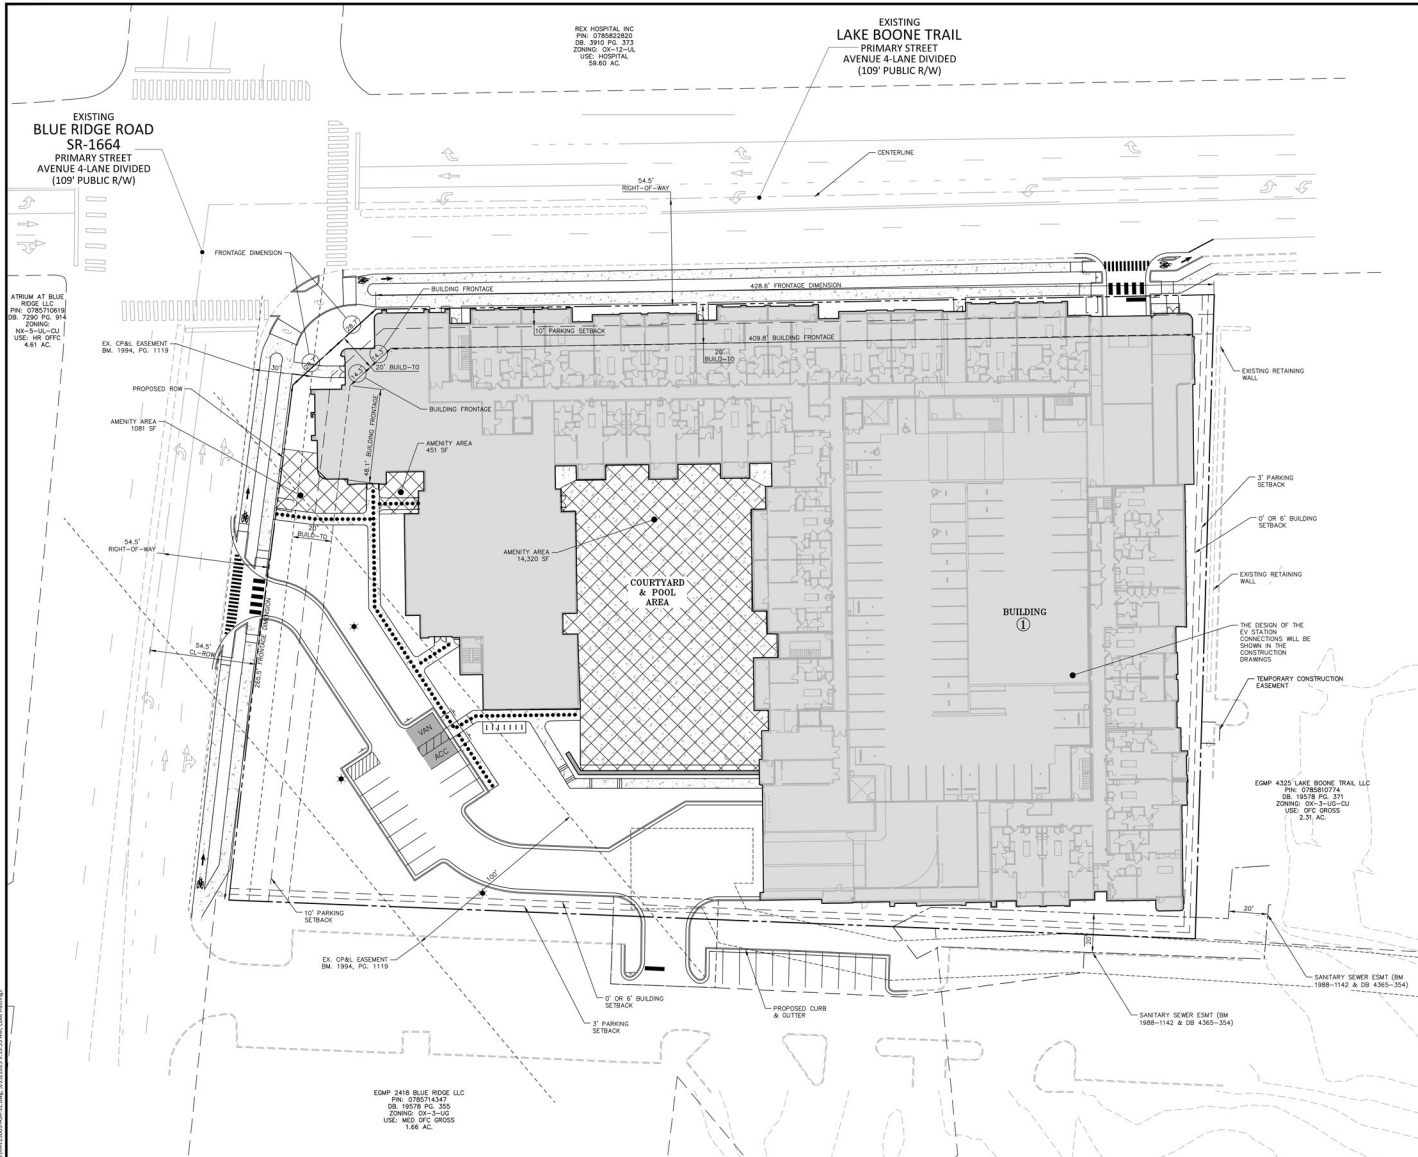 REX HOSPITAL INC
PIN: 0785822820
DB. 3910 PG. 373
ZONING: OX-12-UL
USE: HOSPITAL
59.60 AC.
EXISTING
LAKE BOONE TRAIL
PRIMARY STREET
AVENUE 4-LANE DIVIDED
(109' PUBLIC R/W)
EXISTING
BLUE RIDGE ROAD
SR-1664
PRIMARY STREET
AVENUE 4-LANE DIVIDED
(109' PUBLIC R/W)
CENTERLINE
54.5'
RIGHT-OF-WAY
FRONTAGE DIMENSION
BUILDING FRONTAGE
428.6' FRONTAGE DIMENSION
ATRIUM AT BLUE
RIDGE LLC
PIN: 0785710619
DB. 7290 PG. 914
ZONING:
NX-5-UL-CU
USE: HR OFFC
4.61 AC.
28.7'
10' PARKING SETBACK
409.8' BUILDING FRONTAGE
EX. CP&L EASEMENT
BM. 1994, PG. 1119
30'
14.3'
14.3'
20' BUILD-TO
20'
BUILD-TO
EXISTING RETAINING
WALL
PROPOSED ROW
BUILDING FRONTAGE
48.1' BUILDING FRONTAGE
AMENITY AREA
1081 SF
AMENITY AREA
451 SF
3' PARKING
SETBACK
0' OR 6' BUILDING
SETBACK
20'
BUILD-TO
54.5'
RIGHT-OF-WAY
AMENITY AREA
14,320 SF
COURTYARD
& POOL
AREA
EXISTING RETAINING
WALL
BUILDING
1
THE DESIGN OF THE
EV STATION
CONNECTIONS WILL BE
SHOWN IN THE
CONSTRUCTION
DRAWINGS
54.5'
CL-ROW
265.5' FRONTAGE DIMENSION
TEMPORARY CONSTRUCTION
EASEMENT
VAN
ACC
EGMP 4325 LAKE BOONE TRAIL LLC
PIN: 0785810774
DB. 19578 PG. 371
ZONING: OX-3-UG-CU
USE: OFC GROSS
2.31 AC.
100'
10' PARKING
SETBACK
20'
20'
EX. CP&L EASEMENT
BM. 1994, PG. 1119
0' OR 6' BUILDING
SETBACK
3' PARKING
SETBACK
PROPOSED CURB
& GUTTER
SANITARY SEWER ESMT (BM
1988-1142 & DB 4365-354)
SANITARY SEWER ESMT (BM
1988-1142 & DB 4365-354)
EGMP 2418 BLUE RIDGE LLC
PIN: 0785714347
DB. 19578 PG. 355
ZONING: OX-3-UG
USE: MED OFC GROSS
1.66 AC.